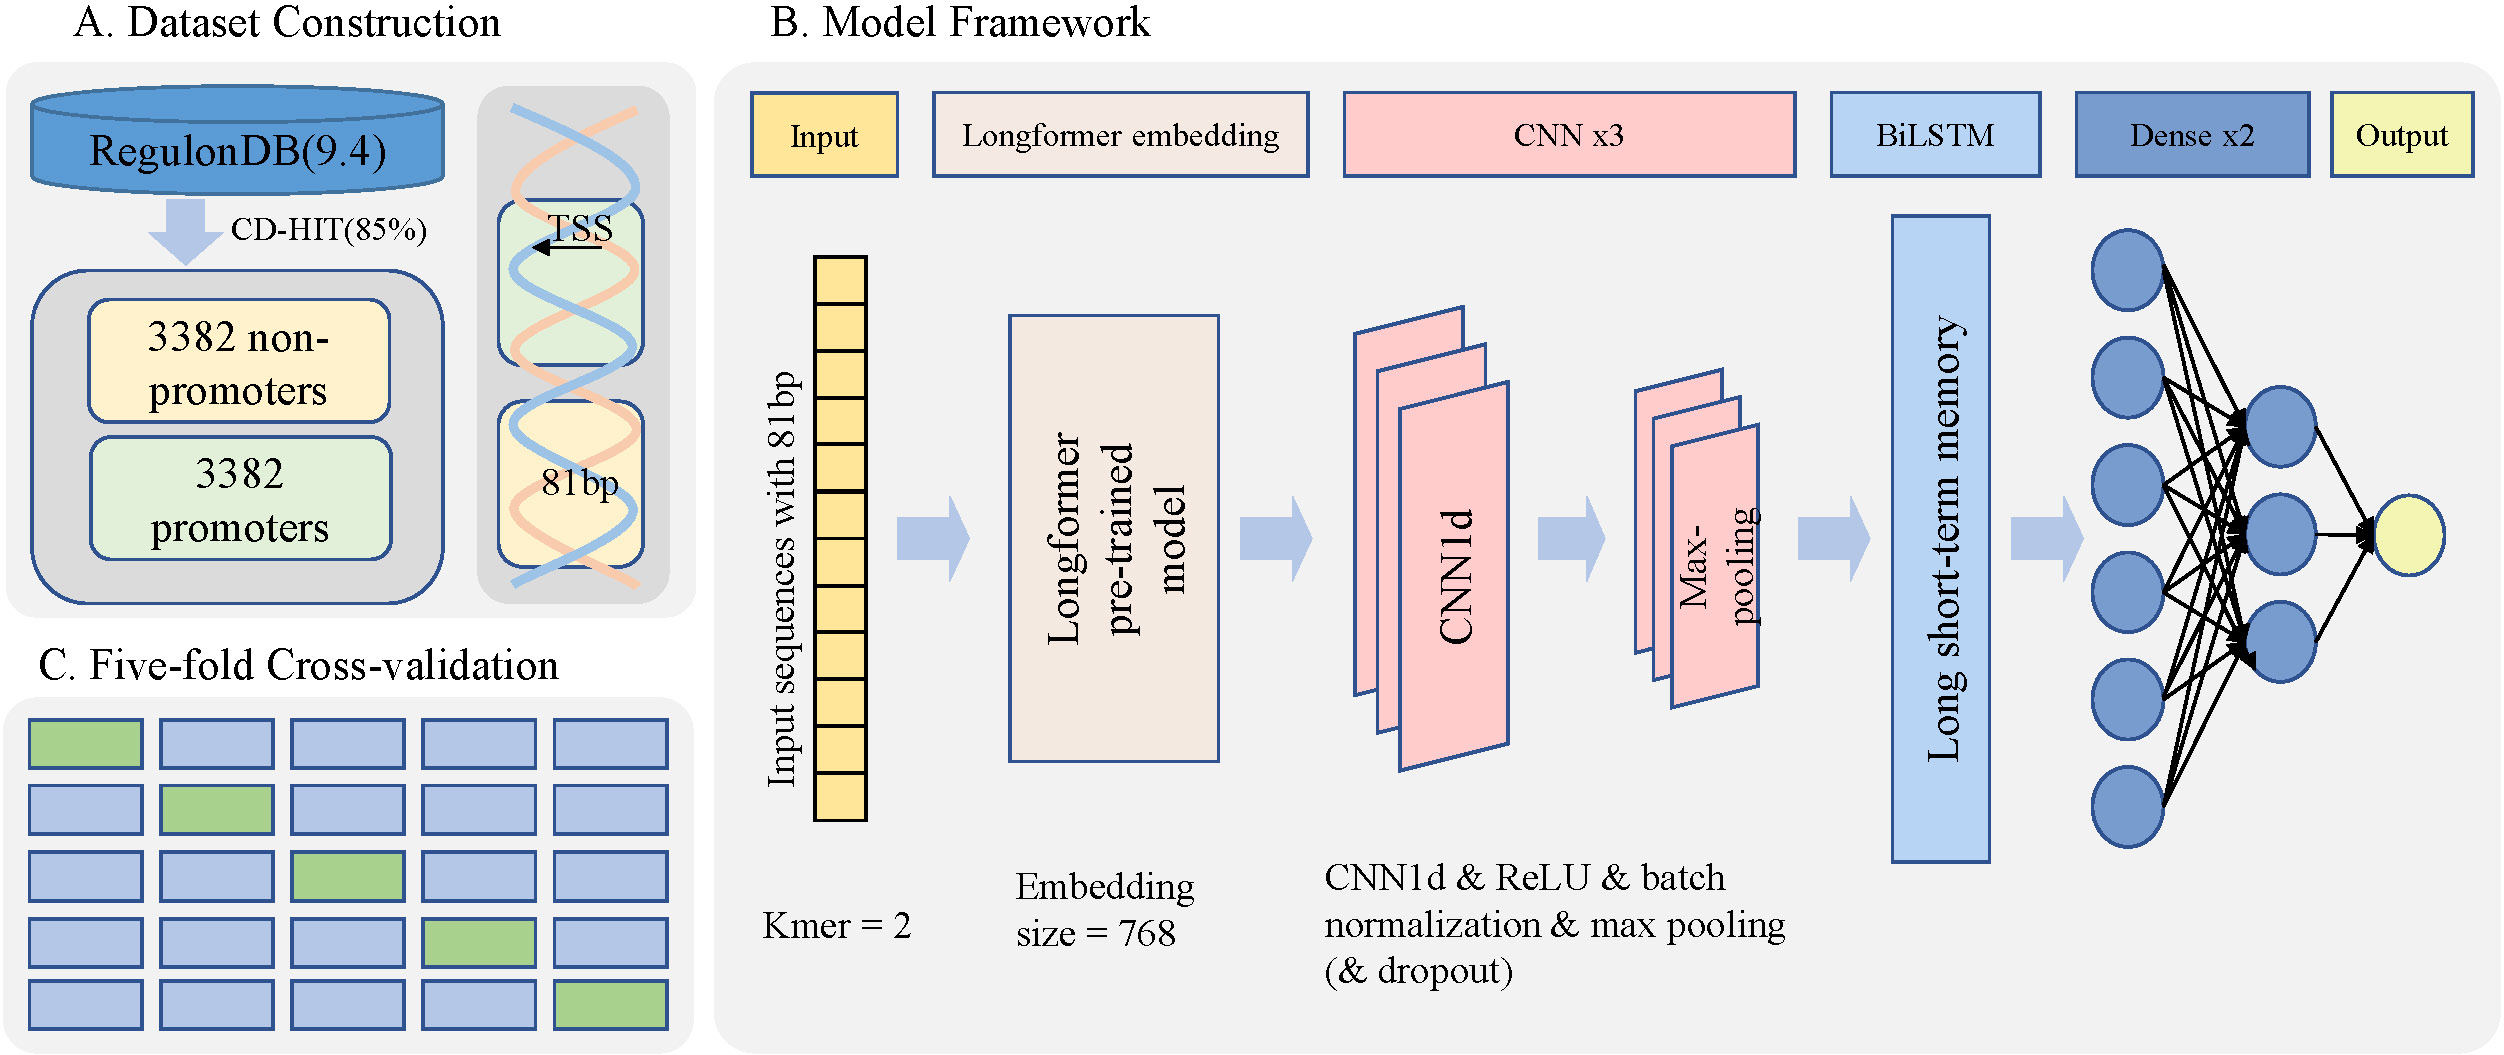 A. Dataset Construction
RegulonDB(9.4)
CD-HIT(85%)
3382 non-
promoters
3382
promoters
TSS
81bp
B. Model Framework
Input
Longformer embedding
CNN x3
BiLSTM
Dense x2
Output
Input sequences with 81bp
Longformer
pre-trained
model
CNN1d
Max-
pooling
Long short-term memory
Kmer = 2
Embedding
size = 768
CNN1d & ReLU & batch
normalization & max pooling
(& dropout)
C. Five-fold Cross-validation